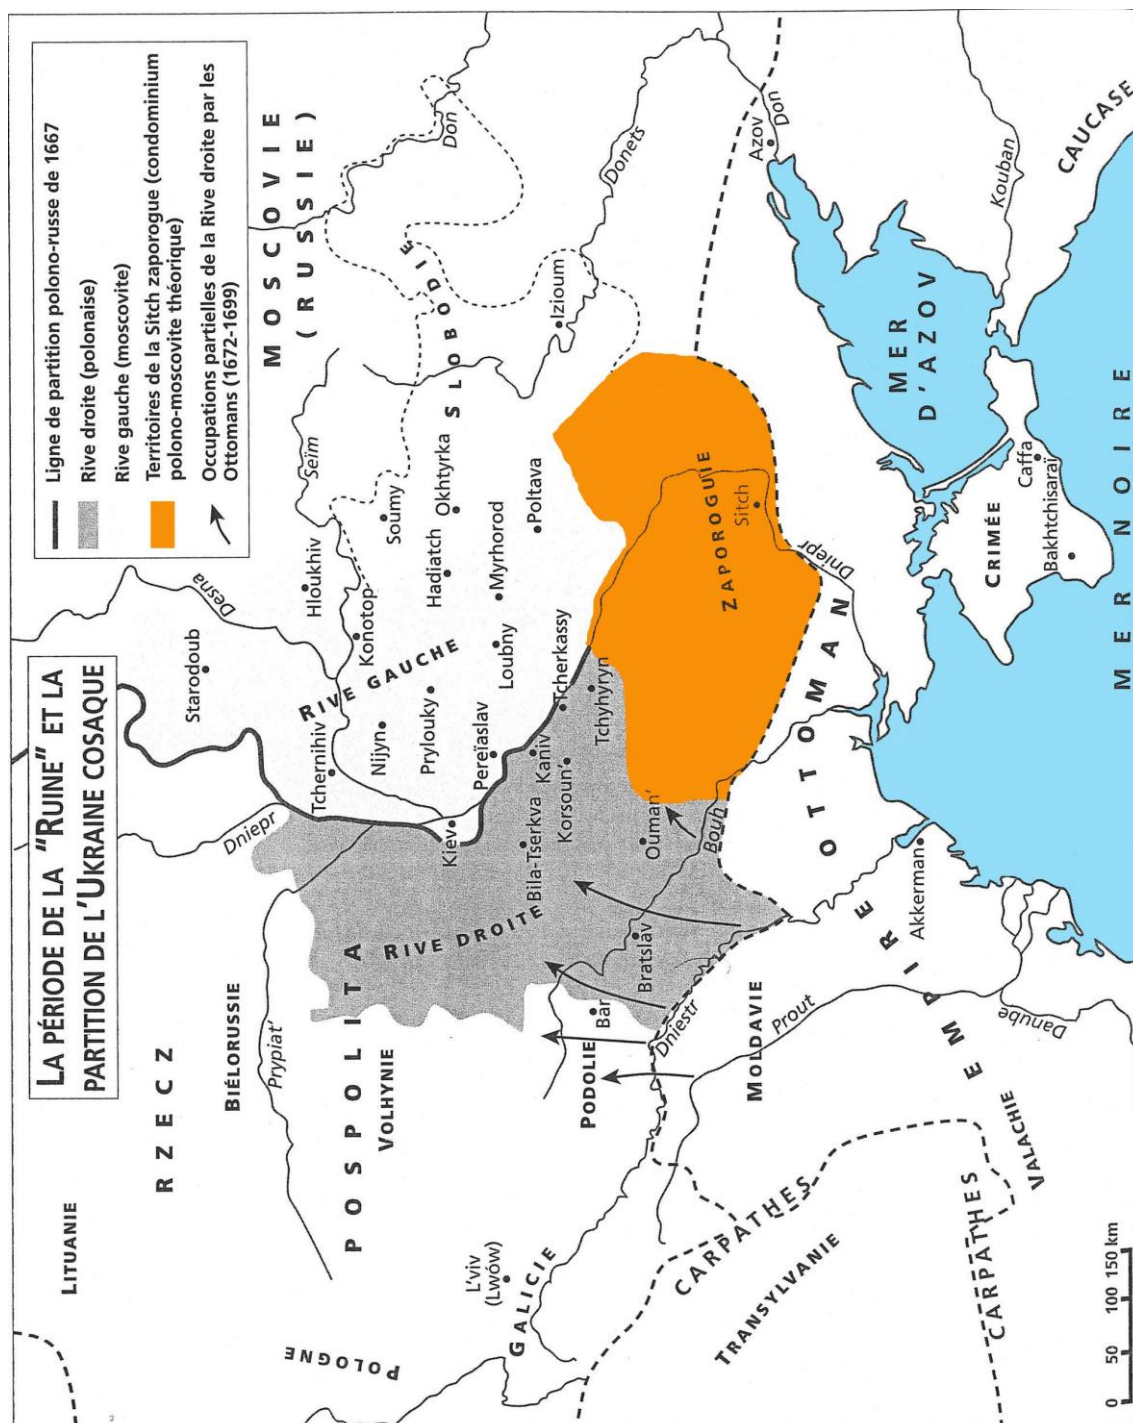 LA PÉRIODE DE LA "RUINE" ET LA
PARTITION DE L'UKRAINE COSAQUE
Ligne de partition polono-russe de 1667
Rive droite (polonaise)
Rive gauche (moscovite)
Territoires de la Sitch zaporogue (condominium
polono-moscovite théorique)
Occupations partielles de la Rive droite par les
Ottomans (1672-1699)
LITUANIE
RZECZ
POSPOLITA
BIÉLORUSSIE
Prypiat'
VOLHYNIE
POLOGNE
L'viv
(Lwów)
GALICIE
Dniepr
Starodoub
Desna
Tchernihiv
Hloukhiv
Konotop
Seïm
MOSCOVIE
(RUSSIE)
Don
Nijyn
Soumy
Kiev
Prylouky
RIVE GAUCHE
Hadiatch
Okhtyrka
SLOBODIE
Pereïaslav
Loubny
Myrhorod
Poltava
Izioum
Donets
RIVE DROITE
Bila-Tserkva
Kaniv
Korsoun'
Tcherkassy
Tchyhyryn
PODOLIE
Bar
Bratslav
Ouman'
Bouh
ZAPOROGUIE
Sitch
Dniepr
Dniestr
MOLDAVIE
Prout
CARPATHES
TRANSYLVANIE
CARPATHES
VALACHIE
Danube
EMPIRE OTTOMAN
Akkerman
Azov
Don
MER
D'AZOV
Kouban
CAUCASE
CRIMÉE
Caffa
Bakhtchisaraï
MER NOIRE
0 50 100 150 km